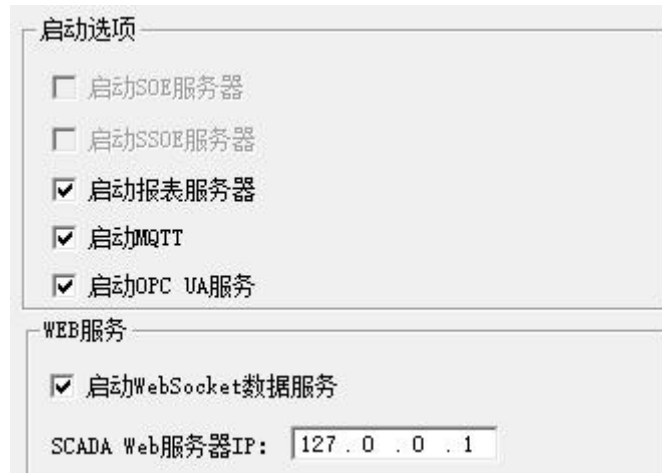 启动选项
启动SOE服务器
启动SSOE服务器
启动报表服务器
启动MQTT
启动OPC UA服务
WEB服务
启动WebSocket数据服务
SCADA Web服务器IP： 127 . 0 . 0 . 1